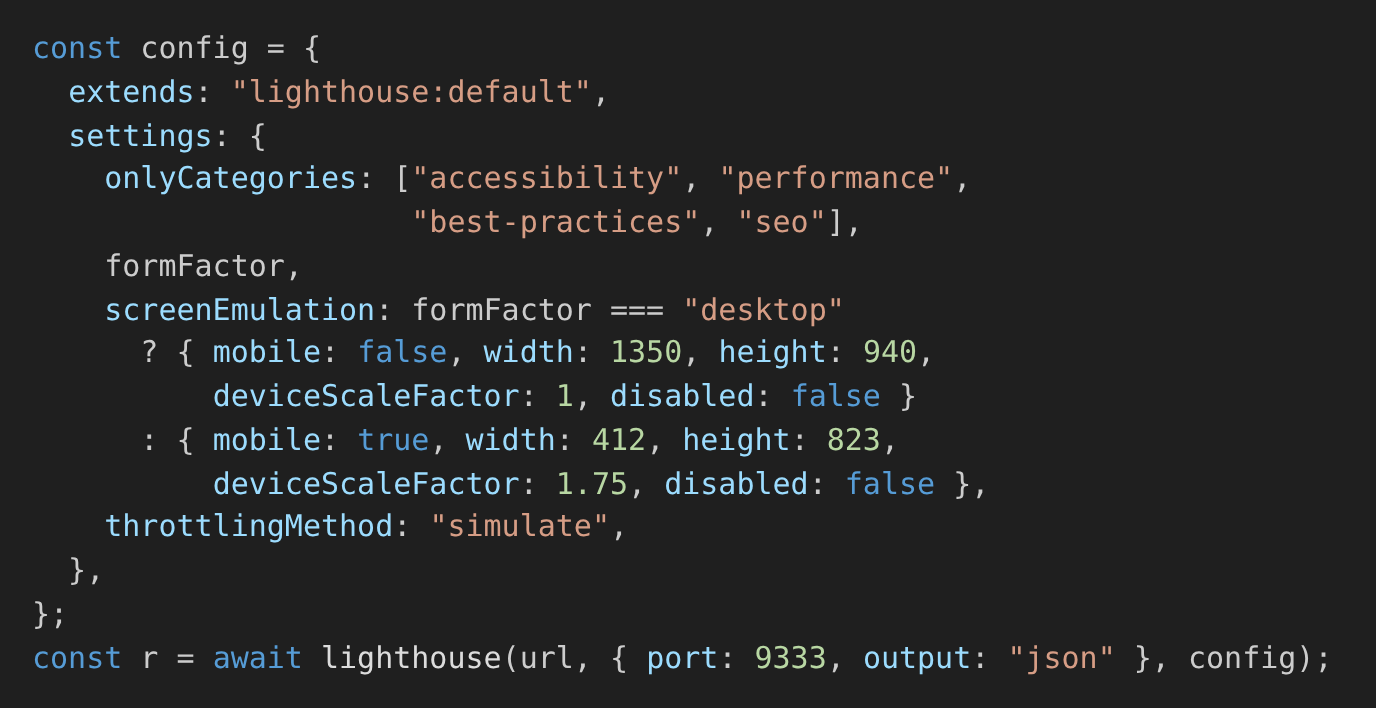 const config = {
  extends: "lighthouse:default",
  settings: {
    onlyCategories: ["accessibility", "performance",
                     "best-practices", "seo"],
    formFactor,
    screenEmulation: formFactor === "desktop"
      ? { mobile: false, width: 1350, height: 940,
          deviceScaleFactor: 1, disabled: false }
      : { mobile: true, width: 412, height: 823,
          deviceScaleFactor: 1.75, disabled: false },
    throttlingMethod: "simulate",
  },
};
const r = await lighthouse(url, { port: 9333, output: "json" }, config);